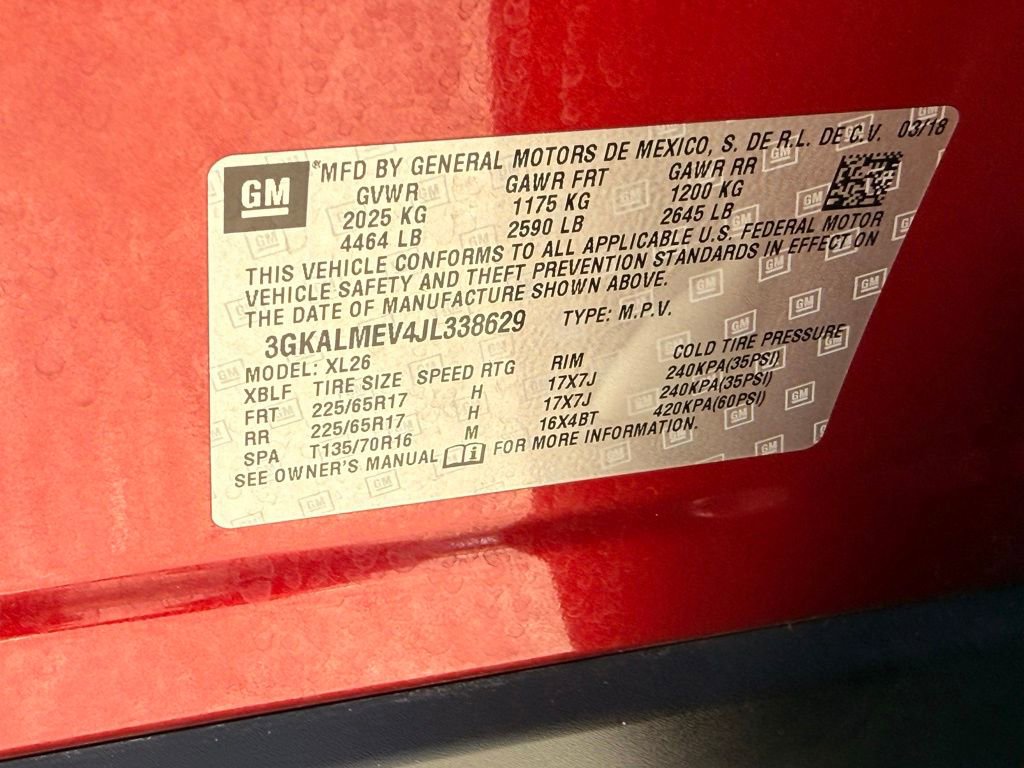 GM
MFD BY GENERAL MOTORS DE MEXICO, S. DE R.L. DE C.V. 03/18
GVWR GAWR FRT GAWR RR
2025 KG 1175 KG 1200 KG
4464 LB 2590 LB 2645 LB
THIS VEHICLE CONFORMS TO ALL APPLICABLE U.S. FEDERAL MOTOR
VEHICLE SAFETY AND THEFT PREVENTION STANDARDS IN EFFECT ON
THE DATE OF MANUFACTURE SHOWN ABOVE.
3GKALMEV4JL338629 TYPE: M.P.V.
MODEL: XL26
XBLF TIRE SIZE SPEED RTG RIM COLD TIRE PRESSURE
FRT 225/65R17 H 17X7J 240KPA(35PSI)
RR 225/65R17 H 17X7J 240KPA(35PSI)
SPA T135/70R16 M 16X4BT 420KPA(60PSI)
SEE OWNER'S MANUAL FOR MORE INFORMATION.